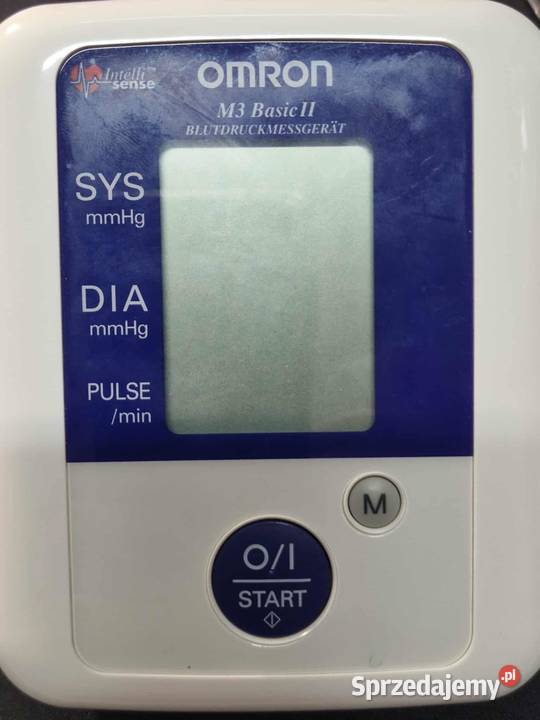 Intelli
sense
OMRON
M3 Basic II
BLUTDRUCKMESSGERÄT
SYS
mmHg
DIA
mmHg
PULSE
/min
M
O/I
START
Sprzedajemy.pl